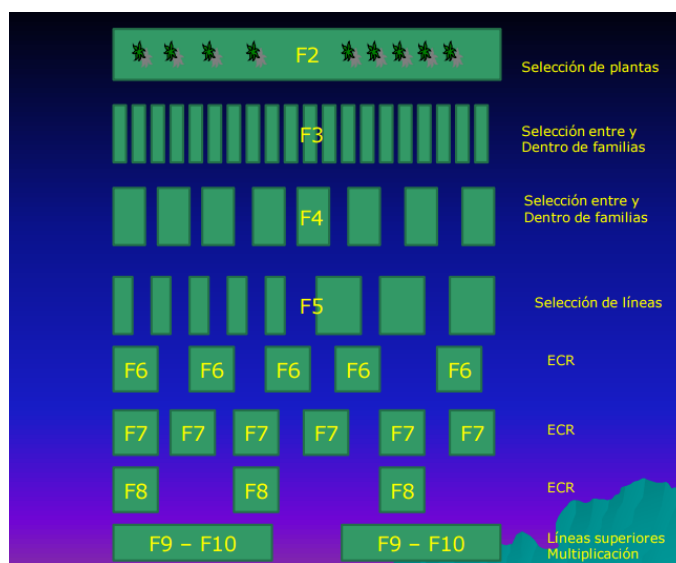 F2
Selección de plantas
F3
Selección entre y
Dentro de familias
F4
Selección entre y
Dentro de familias
F5
Selección de líneas
F6 F6 F6 F6 F6
ECR
F7 F7 F7 F7 F7 F7
ECR
F8 F8 F8
ECR
F9 – F10 F9 – F10
Líneas superiores
Multiplicación